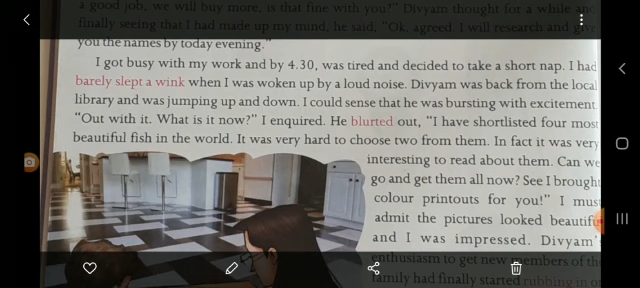 a good job, we will buy more, is that fine with you?" Divyam thought for a while and
finally seeing that I had made up my mind, he said, "Ok, agreed. I will research and give
you the names by today evening."
I got busy with my work and by 4.30, was tired and decided to take a short nap. I had
barely slept a wink when I was woken up by a loud noise. Divyam was back from the local
library and was jumping up and down. I could sense that he was bursting with excitement.
"Out with it. What is it now?" I enquired. He blurted out, "I have shortlisted four most
beautiful fish in the world. It was very hard to choose two from them. In fact it was very
interesting to read about them. Can we
go and get them all now? See I brought
colour printouts for you!" I must
admit the pictures looked beautiful
and I was impressed. Divyam's
enthusiasm to get new members of the
family had finally started rubbing in on